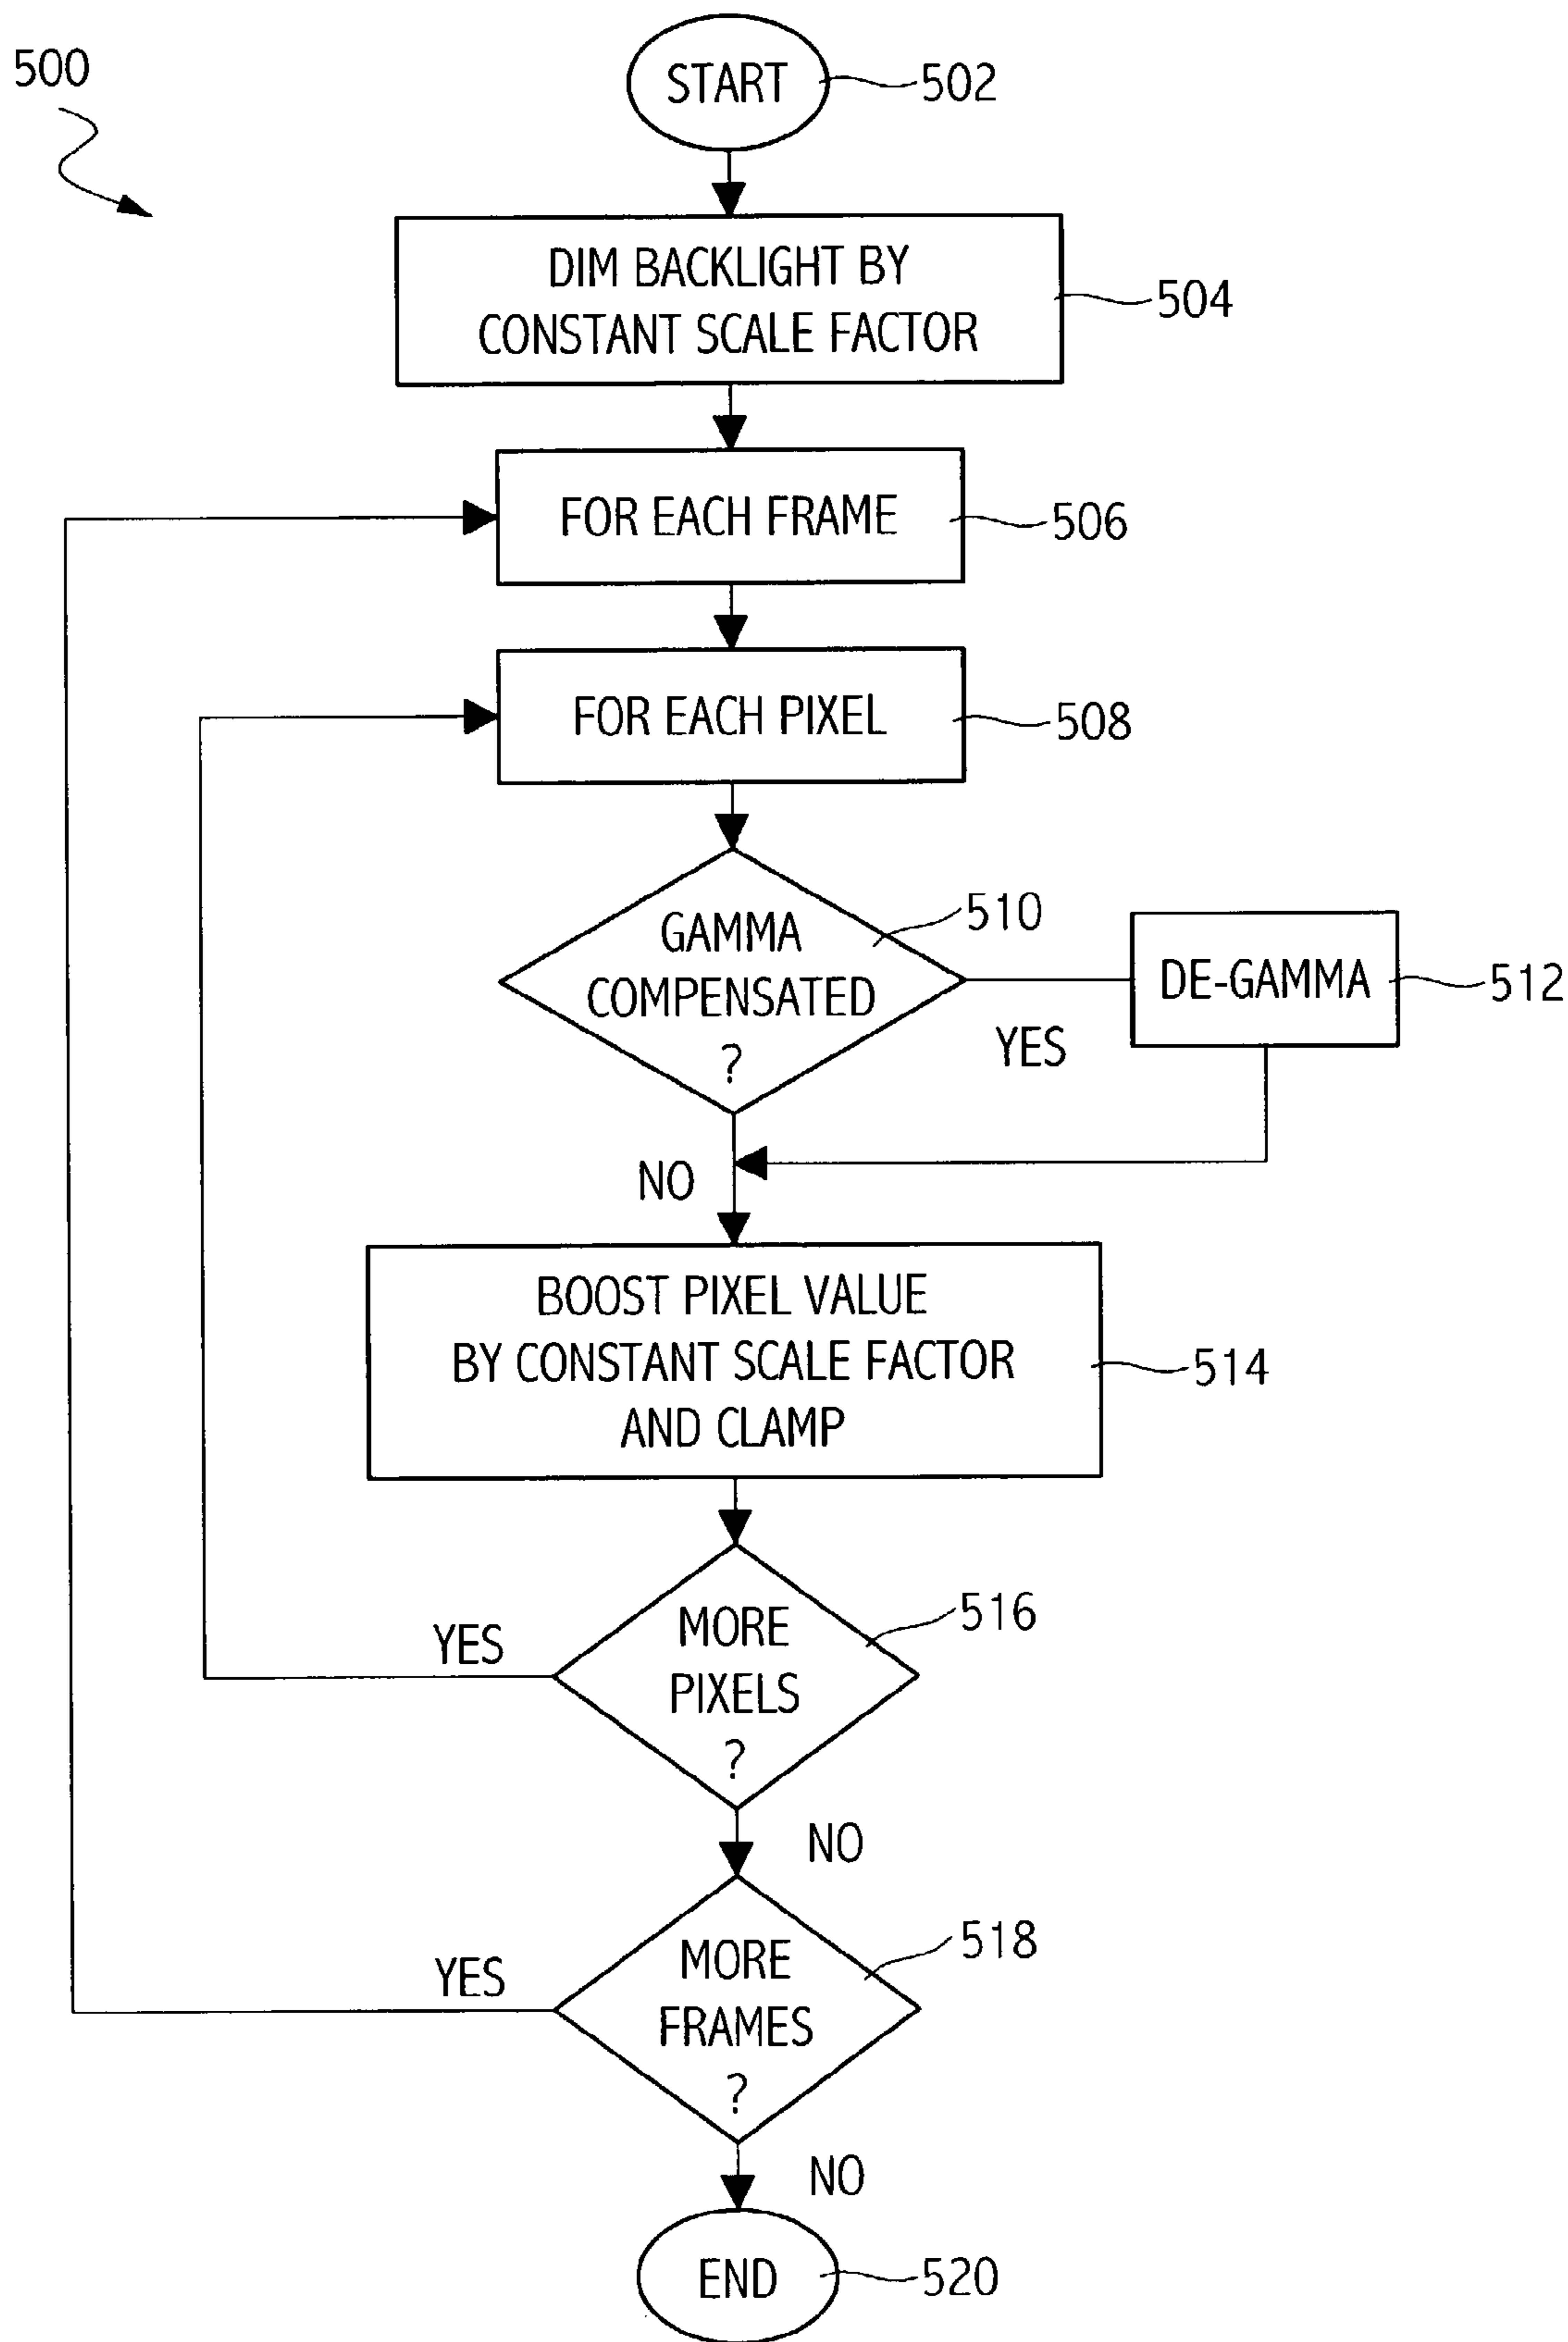 500
START
502
DIM BACKLIGHT BY
CONSTANT SCALE FACTOR
504
FOR EACH FRAME
506
FOR EACH PIXEL
508
GAMMA
COMPENSATED
?
510
YES
DE-GAMMA
512
NO
BOOST PIXEL VALUE
BY CONSTANT SCALE FACTOR
AND CLAMP
514
MORE
PIXELS
?
516
YES
NO
MORE
FRAMES
?
518
YES
NO
END
520